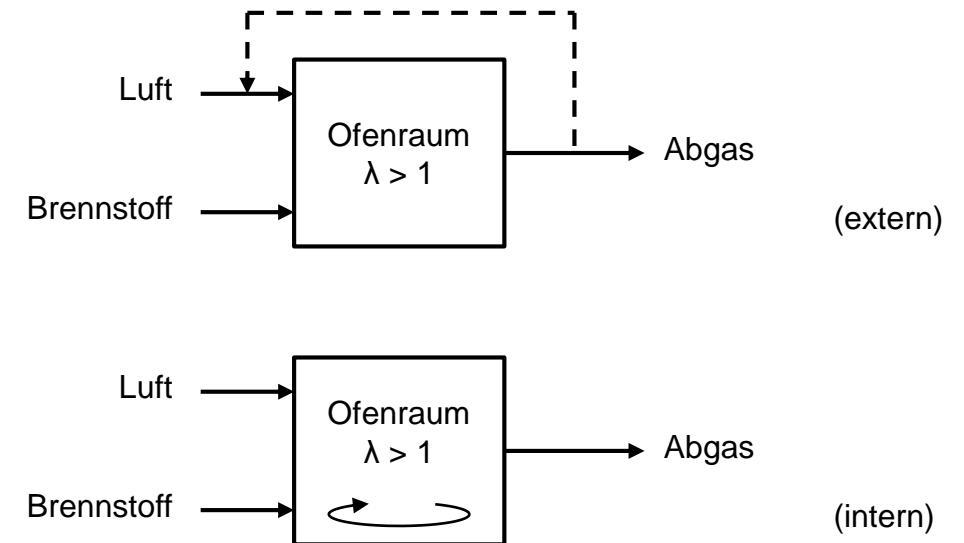 Luft
Ofenraum
λ > 1
Abgas
Brennstoff
(extern)
Luft
Ofenraum
λ > 1
Abgas
Brennstoff
(intern)